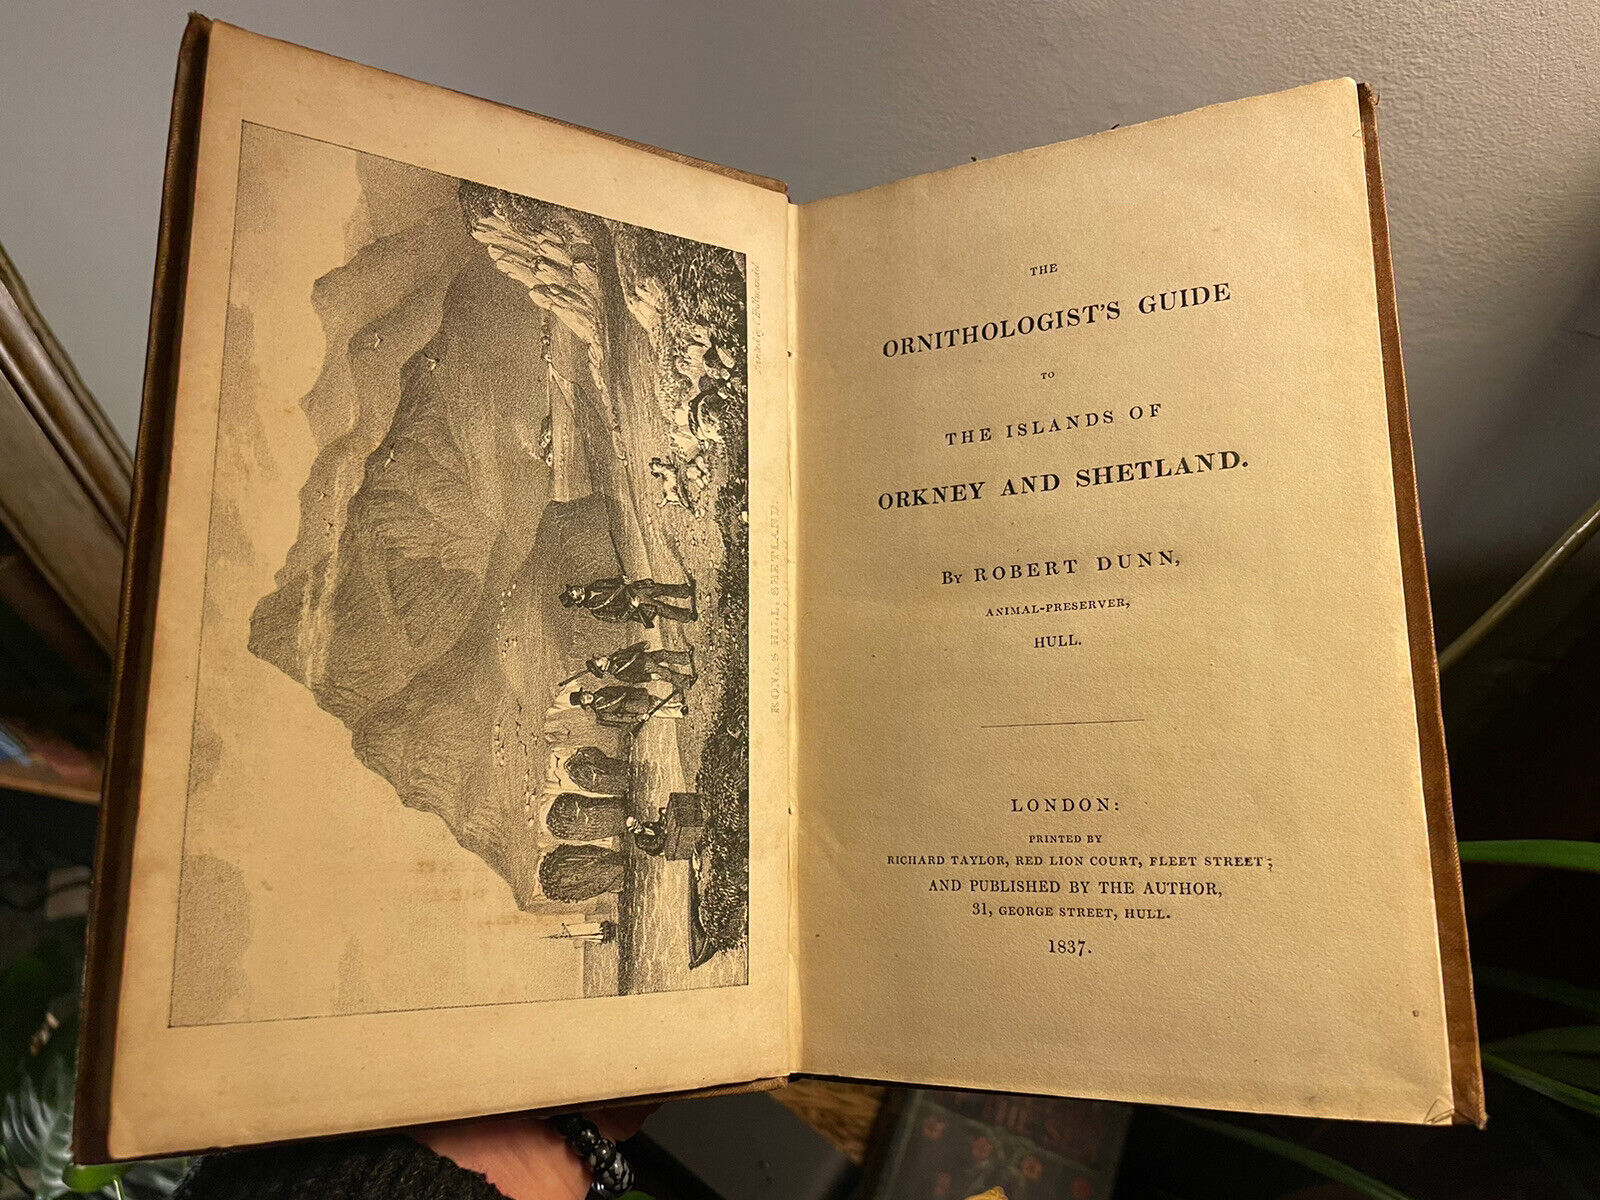 RONAS HILL, SHETLAND.
THE
ORNITHOLOGIST'S GUIDE
TO
THE ISLANDS OF
ORKNEY AND SHETLAND.
BY ROBERT DUNN,
ANIMAL-PRESERVER,
HULL.
LONDON:
PRINTED BY
RICHARD TAYLOR, RED LION COURT, FLEET STREET;
AND PUBLISHED BY THE AUTHOR,
31, GEORGE STREET, HULL.
1837.